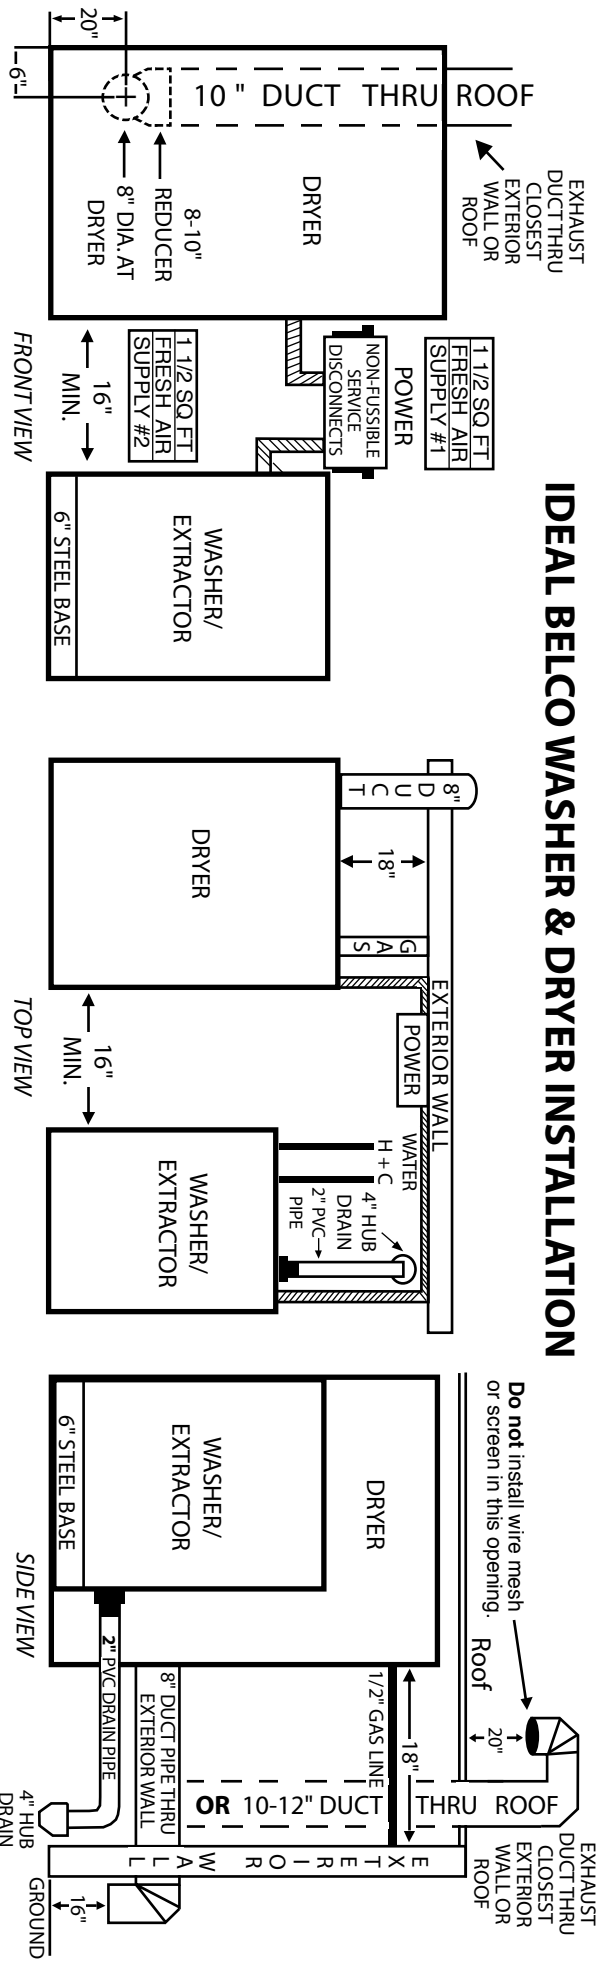 IDEAL BELCO WASHER & DRYER INSTALLATION
EXHAUST
DUCT THRU
CLOSEST
EXTERIOR
WALL OR
ROOF
10 " DUCT THRU ROOF
DRYER
8-10"
REDUCER
8" DIA. AT
DRYER
20"
6"
1 1/2 SQ FT
FRESH AIR
SUPPLY #1
POWER
NON-FUSSIBLE
SERVICE
DISCONNECTS
1 1/2 SQ FT
FRESH AIR
SUPPLY #2
16"
MIN.
WASHER/
EXTRACTOR
6" STEEL BASE
FRONT VIEW
8"
DUCT
18"
GAS
EXTERIOR WALL
POWER
DRYER
16"
MIN.
WATER
H + C
4" HUB
DRAIN
2" PVC
PIPE
WASHER/
EXTRACTOR
TOP VIEW
Do not install wire mesh
or screen in this opening.
Roof
20"
EXHAUST
DUCT THRU
CLOSEST
EXTERIOR
WALL OR
ROOF
DRYER
18"
1/2" GAS LINE
OR 10-12" DUCT THRU ROOF
WASHER/
EXTRACTOR
6" STEEL BASE
8" DUCT PIPE THRU
EXTERIOR WALL
2" PVC DRAIN PIPE
4" HUB
DRAIN
EXTREIOR WALL
16"
GROUND
SIDE VIEW